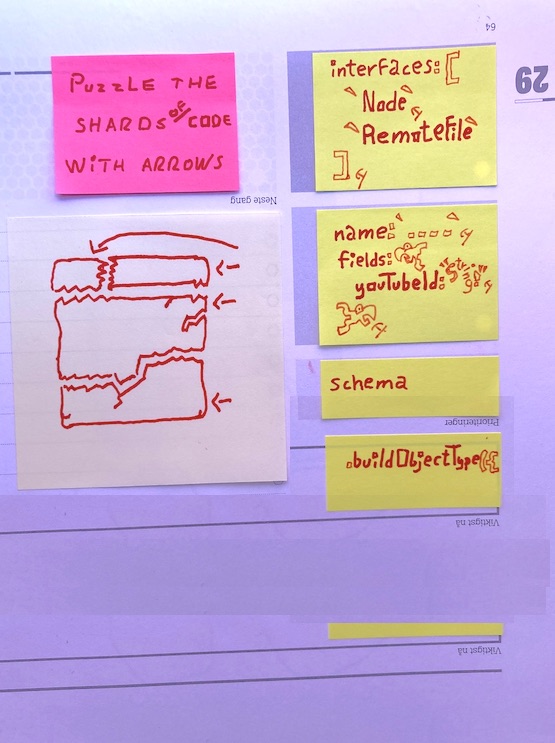 PUZZLE THE
SHARDS OF CODE
WITH ARROWS
interfaces: [
`Node`,
`RemoteFile`
],
name: `----`,
fields: {
youTubeId: "String!",
},
schema
.buildObjectType({
64
29
Neste gang
Prioriteringer
Viktigst nå
Viktigst nå